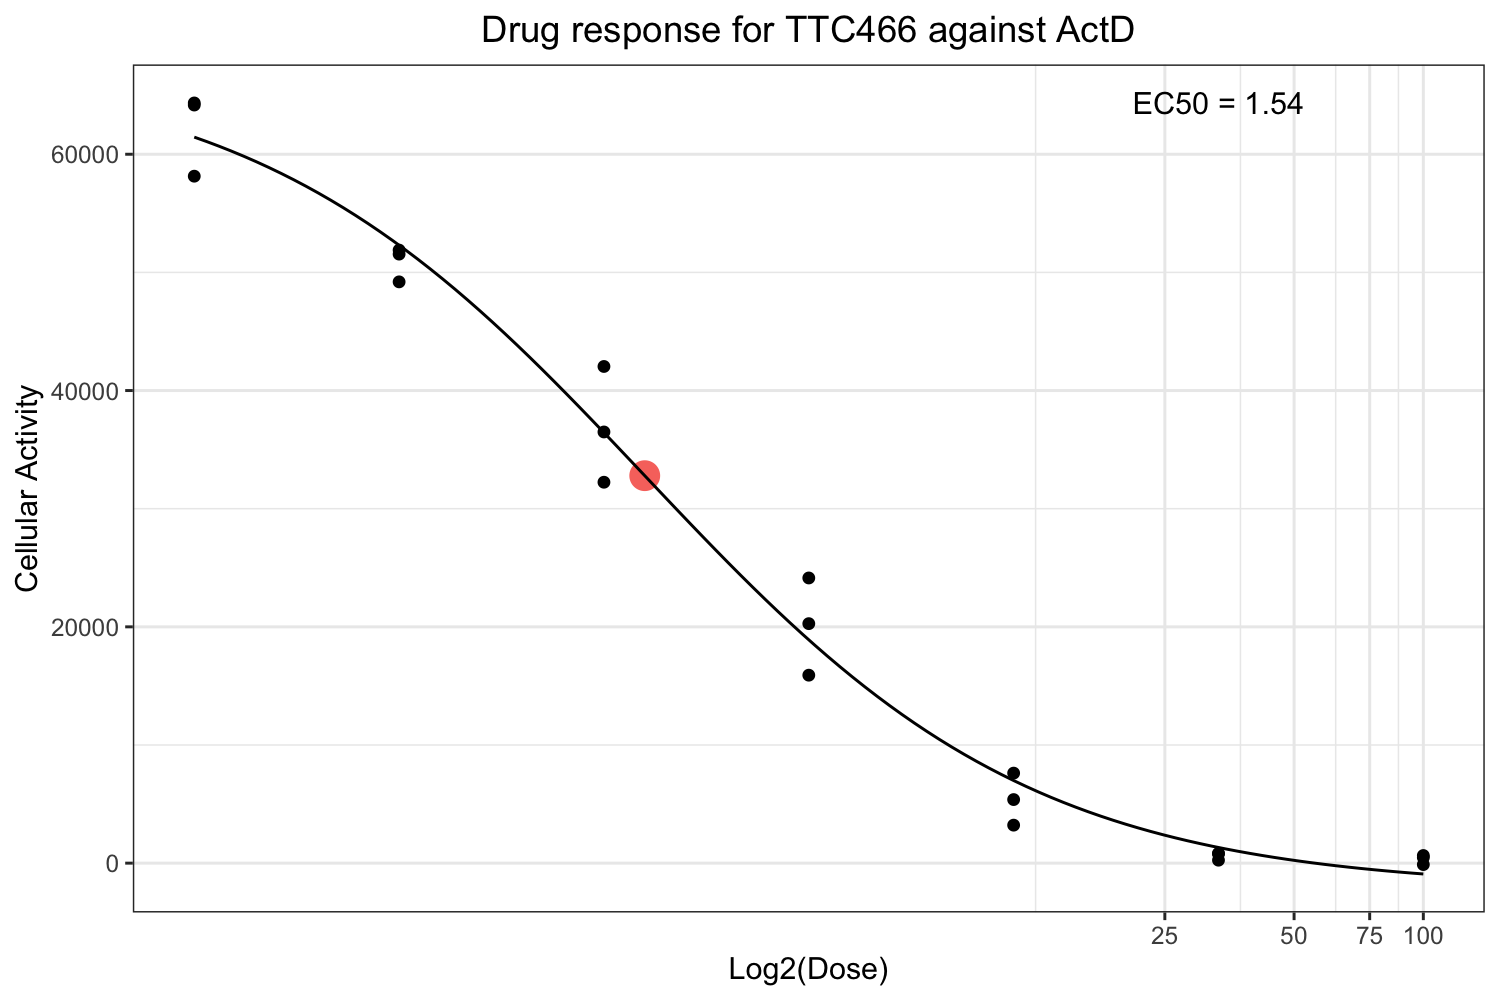 Drug response for TTC466 against ActD
EC50 = 1.54
60000
40000
20000
0
Cellular Activity
25 50 75 100
Log2(Dose)